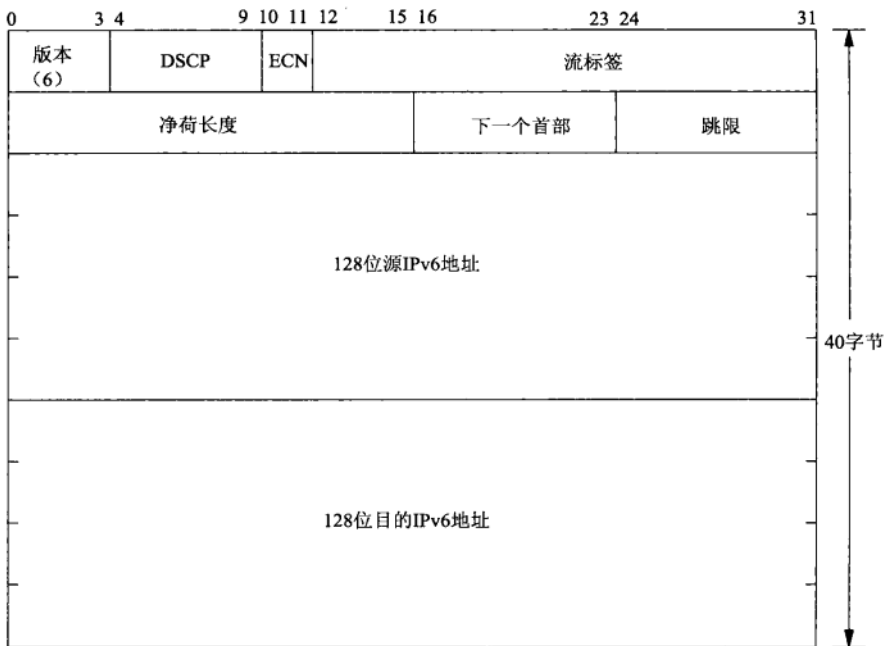 0 3 4 9 10 11 12 15 16 23 24 31
版本
（6） DSCP ECN 流标签
净荷长度 下一个首部 跳限
128位源IPv6地址
40字节
128位目的IPv6地址